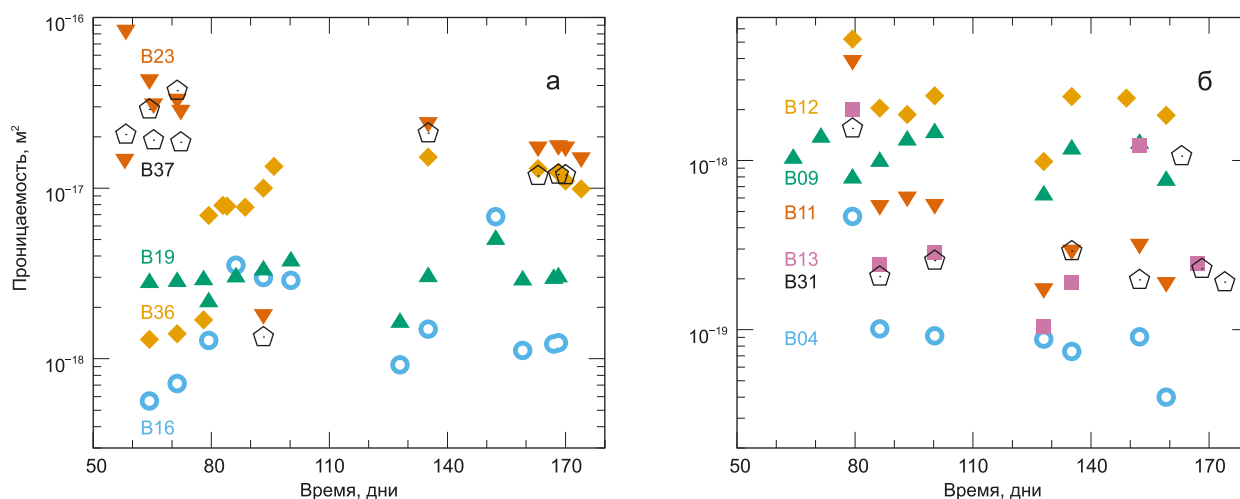 10⁻¹⁶
B23
а
B37
10⁻¹⁷
B19
B36
10⁻¹⁸
B16
Проницаемость, м²
50
80
110
140
170
Время, дни
б
B12
10⁻¹⁸
B09
B11
B13
B31
10⁻¹⁹
B04
50
80
110
140
170
Время, дни